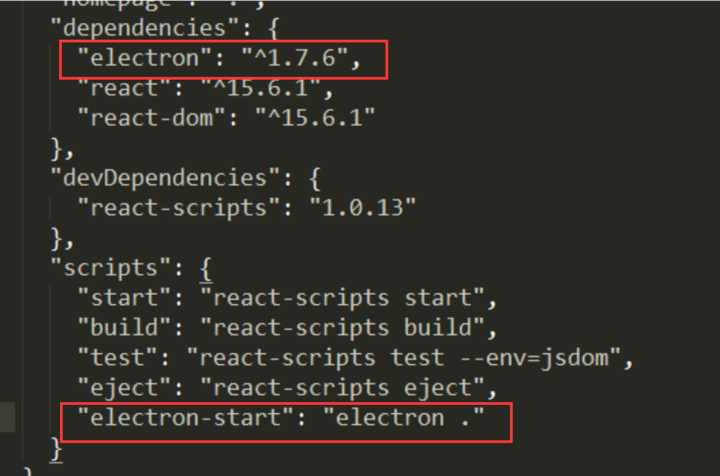 "homepage": ".",
"dependencies": {
"electron": "^1.7.6",
"react": "^15.6.1",
"react-dom": "^15.6.1"
},
"devDependencies": {
"react-scripts": "1.0.13"
},
"scripts": {
"start": "react-scripts start",
"build": "react-scripts build",
"test": "react-scripts test --env=jsdom",
"eject": "react-scripts eject",
"electron-start": "electron ."
}
}